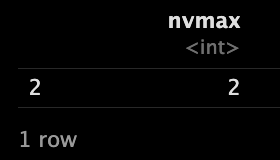 nvmax
<int>
2 2
1 row